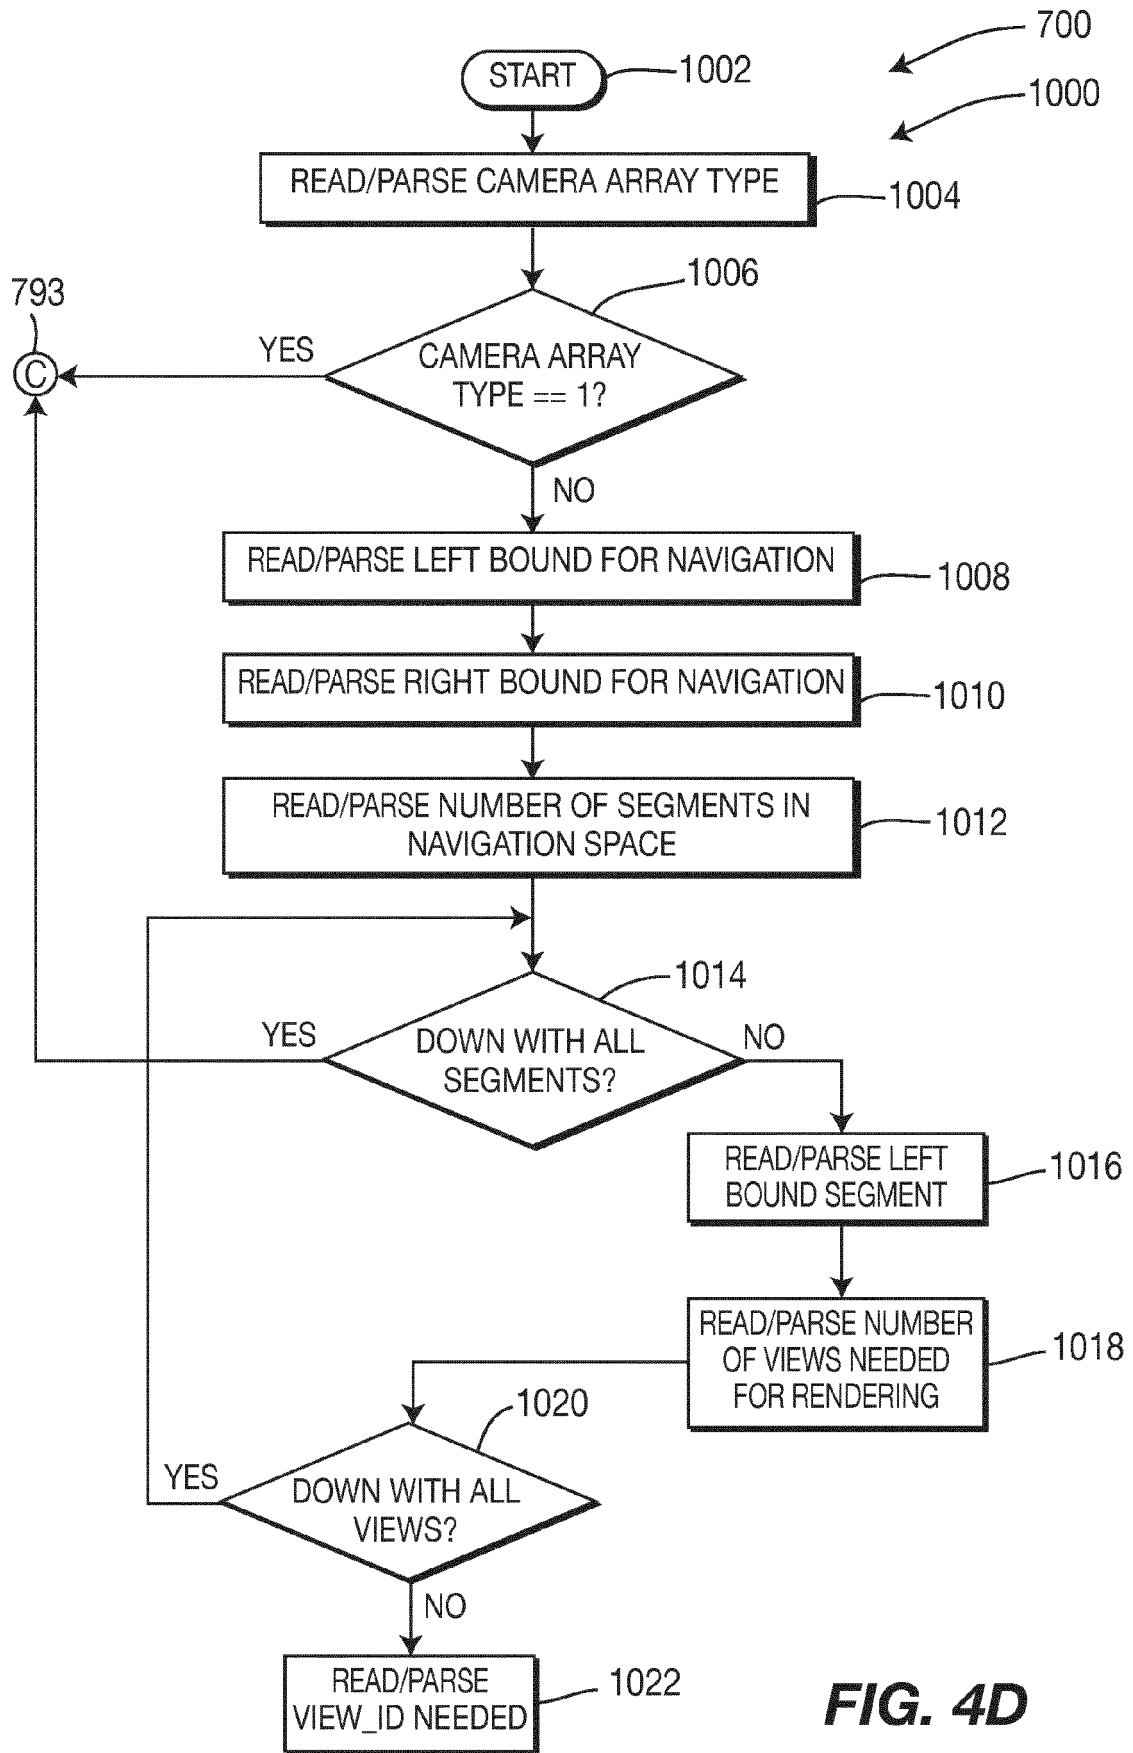 700
START
1002
1000
READ/PARSE CAMERA ARRAY TYPE
1004
1006
793
YES
C
CAMERA ARRAY
TYPE == 1?
NO
READ/PARSE LEFT BOUND FOR NAVIGATION
1008
READ/PARSE RIGHT BOUND FOR NAVIGATION
1010
READ/PARSE NUMBER OF SEGMENTS IN
NAVIGATION SPACE
1012
1014
YES
DOWN WITH ALL
SEGMENTS?
NO
READ/PARSE LEFT
BOUND SEGMENT
1016
READ/PARSE NUMBER
OF VIEWS NEEDED
FOR RENDERING
1018
1020
YES
DOWN WITH ALL
VIEWS?
NO
READ/PARSE
VIEW_ID NEEDED
1022
FIG. 4D